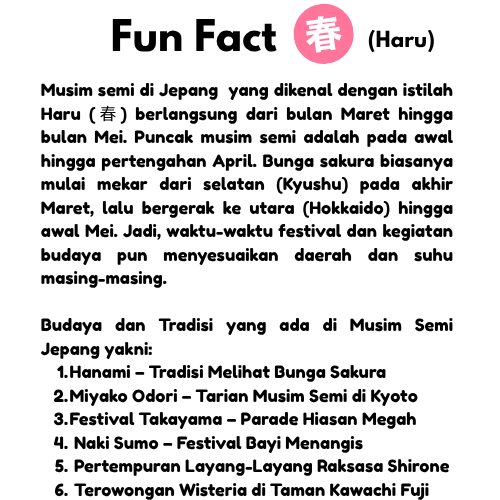 Fun Fact 春 (Haru)
Musim semi di Jepang yang dikenal dengan istilah
Haru (春) berlangsung dari bulan Maret hingga
bulan Mei. Puncak musim semi adalah pada awal
hingga pertengahan April. Bunga sakura biasanya
mulai mekar dari selatan (Kyushu) pada akhir
Maret, lalu bergerak ke utara (Hokkaido) hingga
awal Mei. Jadi, waktu-waktu festival dan kegiatan
budaya pun menyesuaikan daerah dan suhu
masing-masing.
Budaya dan Tradisi yang ada di Musim Semi
Jepang yakni:
1.Hanami – Tradisi Melihat Bunga Sakura
2.Miyako Odori – Tarian Musim Semi di Kyoto
3.Festival Takayama – Parade Hiasan Megah
4. Naki Sumo – Festival Bayi Menangis
5. Pertempuran Layang-Layang Raksasa Shirone
6. Terowongan Wisteria di Taman Kawachi Fuji